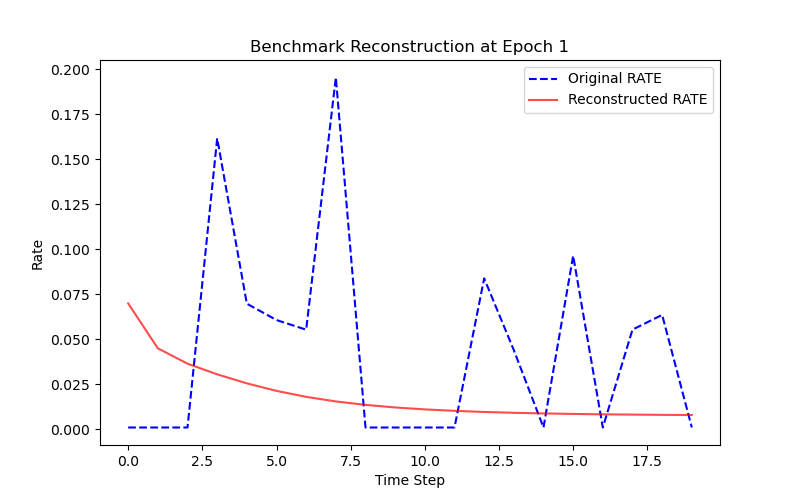 Benchmark Reconstruction at Epoch 1
Original RATE
Reconstructed RATE
Rate
0.200
0.175
0.150
0.125
0.100
0.075
0.050
0.025
0.000
0.0 2.5 5.0 7.5 10.0 12.5 15.0 17.5
Time Step